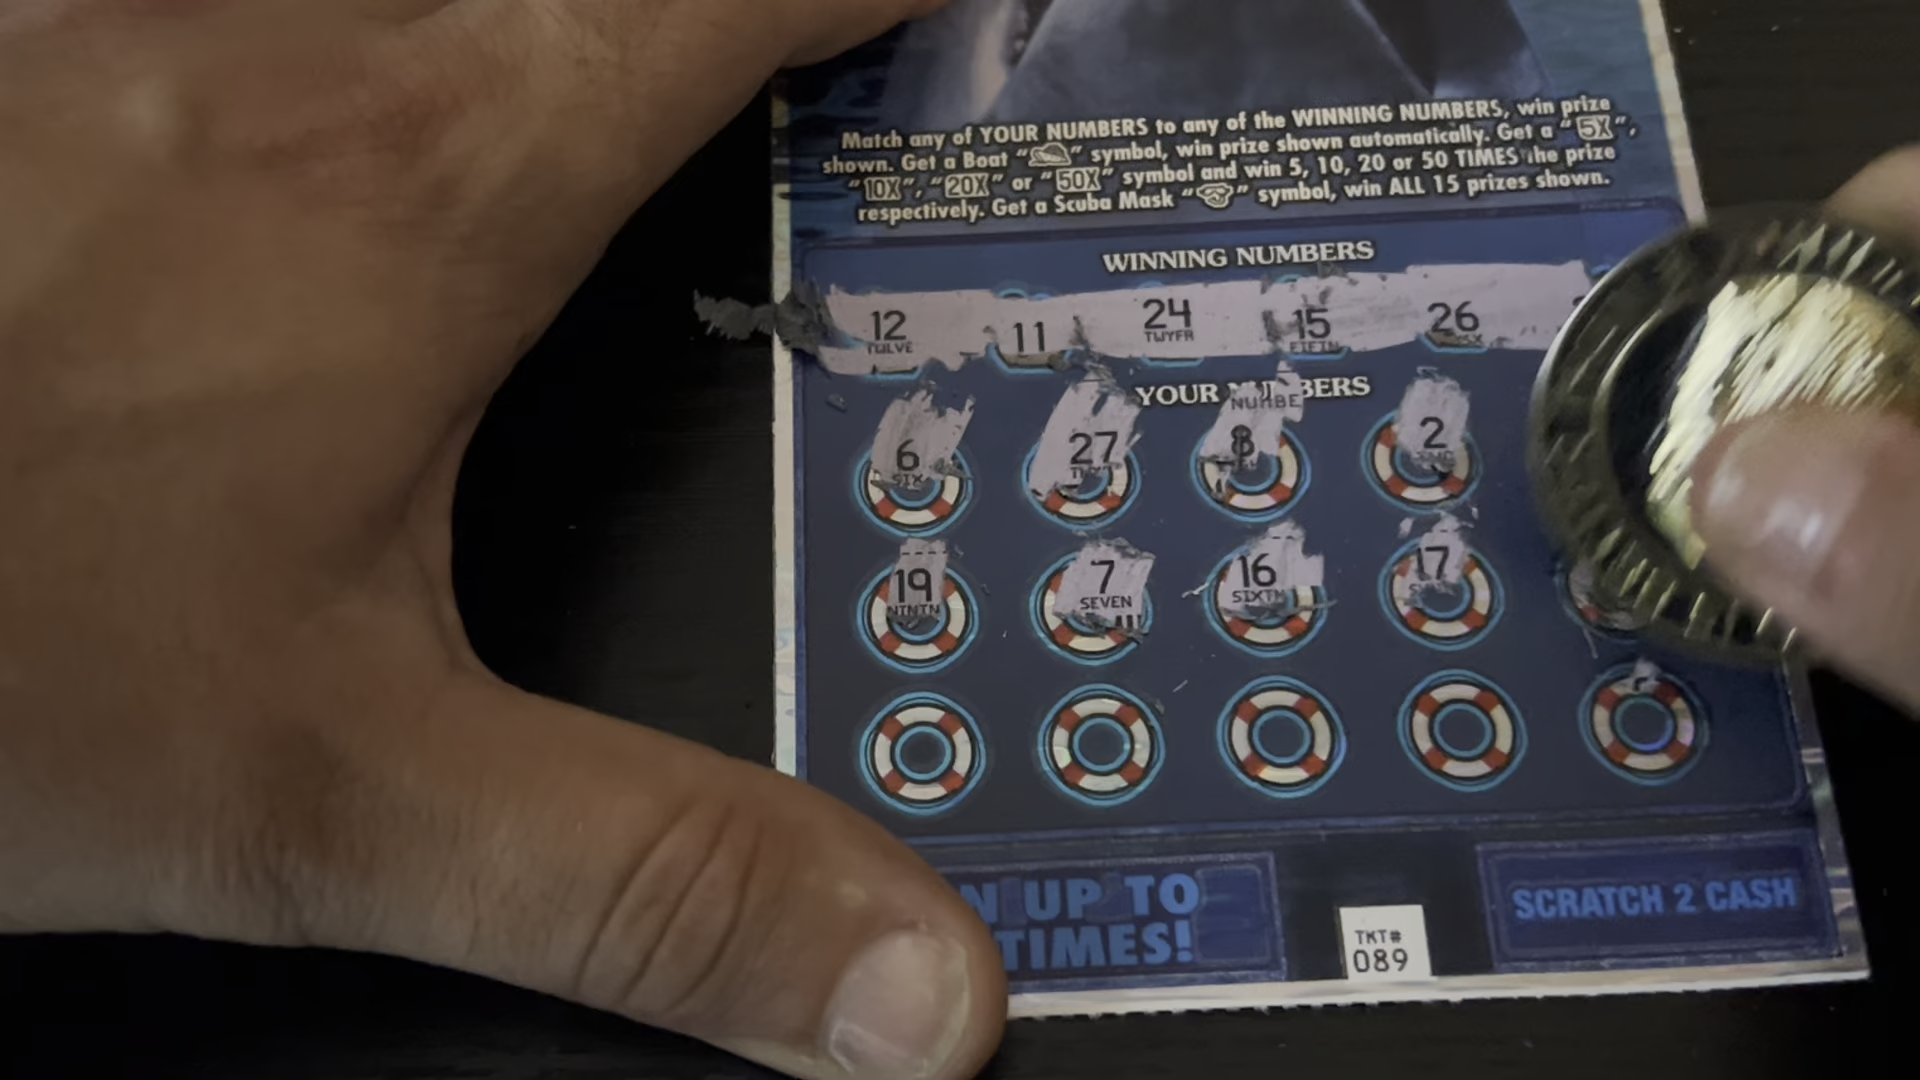 Match any of YOUR NUMBERS to any of the WINNING NUMBERS, win prize
shown. Get a Boat “ ” symbol, win prize shown automatically. Get a “5X”,
“10X”, “20X” or “50X” symbol and win 5, 10, 20 or 50 TIMES the prize
respectively. Get a Scuba Mask “ ” symbol, win ALL 15 prizes shown.
WINNING NUMBERS
12 11 24 15 26
TWLVE TWYFR FIFTN
YOUR NUMBERS
NUMBE
6 27 8 2
SIX
19 7 16 17
NINTN SEVEN SIXTN
N UP TO
TIMES!
TKT#
089
SCRATCH 2 CASH